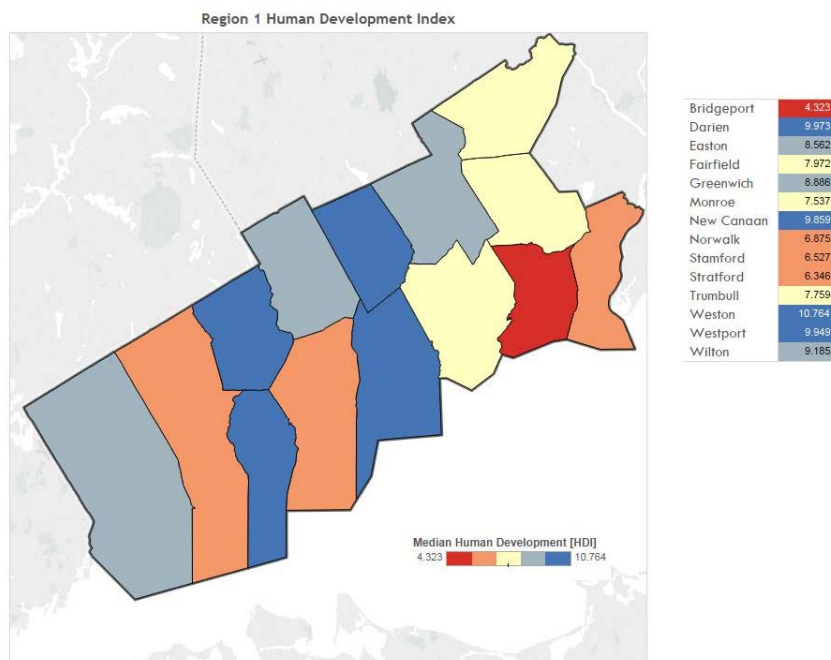 Region 1 Human Development Index
Bridgeport 4.323
Darien 9.973
Easton 8.562
Fairfield 7.972
Greenwich 8.886
Monroe 7.537
New Canaan 9.859
Norwalk 6.875
Stamford 6.527
Stratford 6.346
Trumbull 7.759
Weston 10.764
Westport 9.949
Wilton 9.185
Median Human Development [HDI]
4.323 10.764